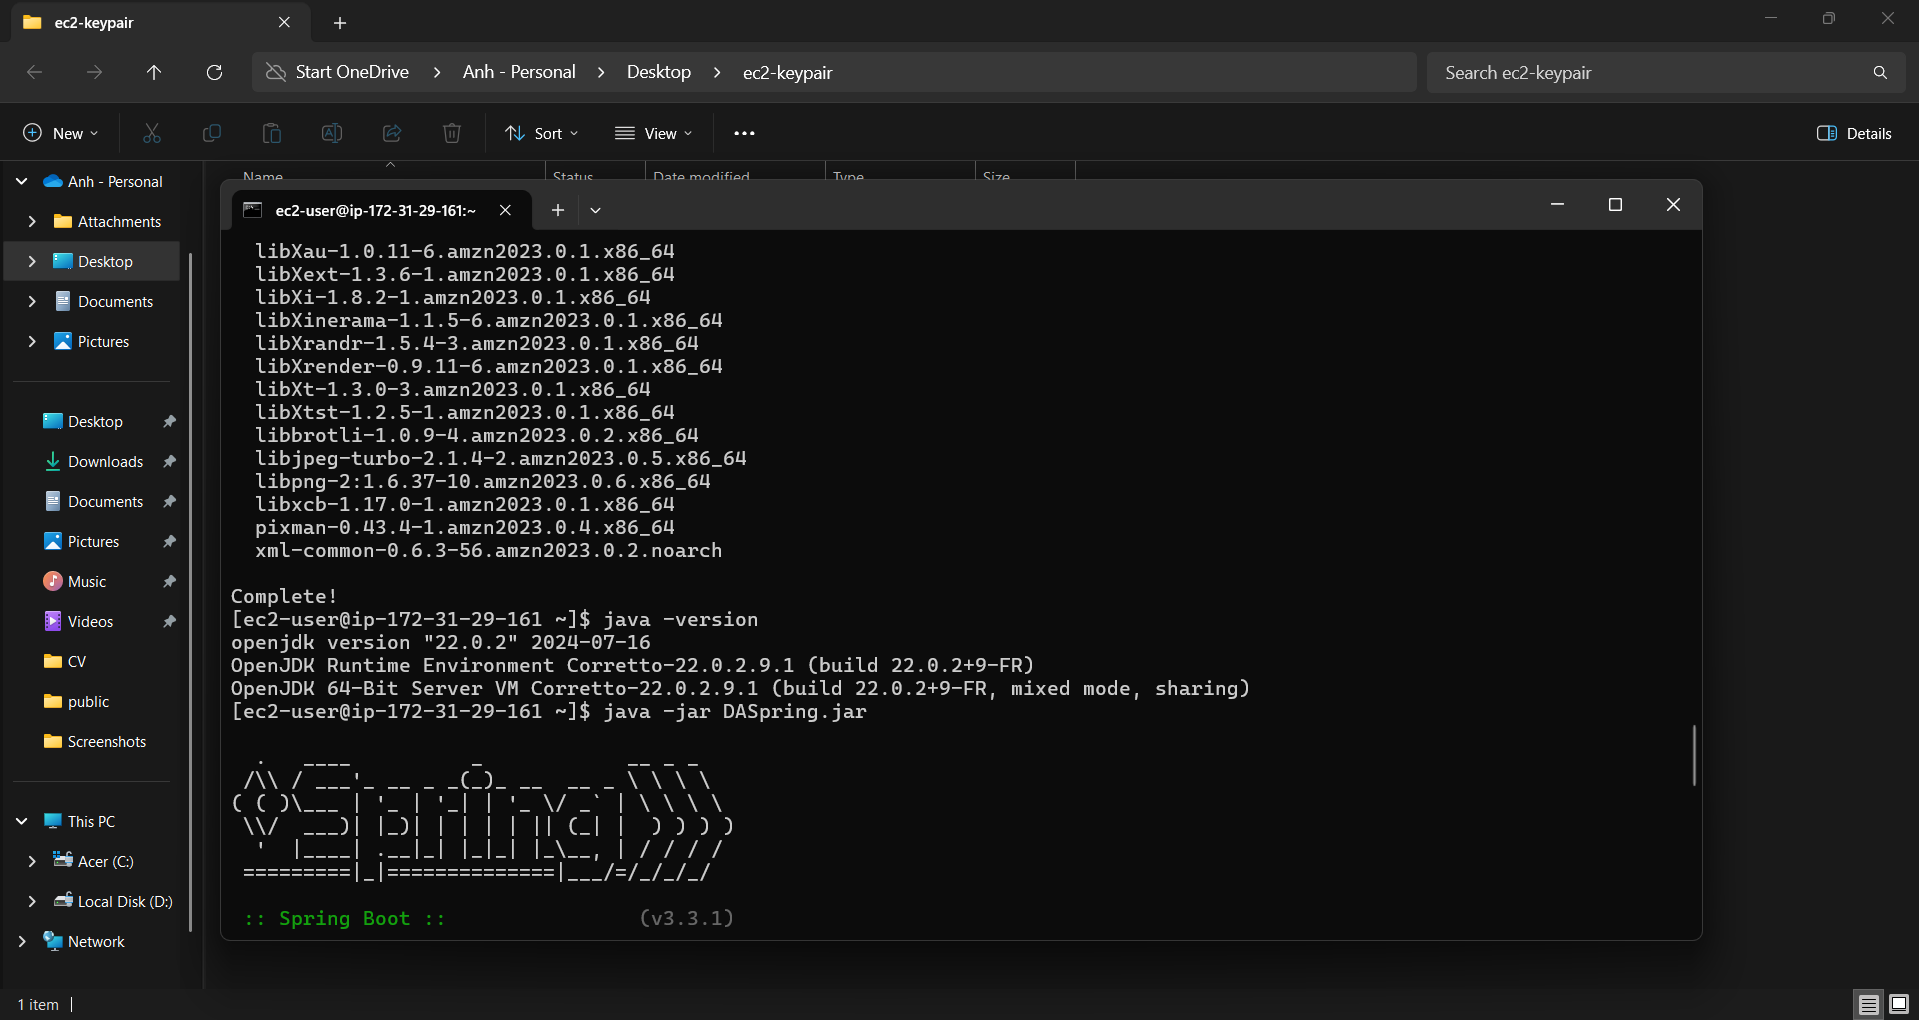 ec2-keypair
Start OneDrive > Anh - Personal > Desktop > ec2-keypair
Search ec2-keypair
New
Sort
View
Details
Name
Status
Date modified
Type
Size
Anh - Personal
Attachments
Desktop
Documents
Pictures
Desktop
Downloads
Documents
Pictures
Music
Videos
CV
public
Screenshots
This PC
Acer (C:)
Local Disk (D:)
Network
1 item
ec2-user@ip-172-31-29-161:~
libXau-1.0.11-6.amzn2023.0.1.x86_64
libXext-1.3.6-1.amzn2023.0.1.x86_64
libXi-1.8.2-1.amzn2023.0.1.x86_64
libXinerama-1.1.5-6.amzn2023.0.1.x86_64
libXrandr-1.5.4-3.amzn2023.0.1.x86_64
libXrender-0.9.11-6.amzn2023.0.1.x86_64
libXt-1.3.0-3.amzn2023.0.1.x86_64
libXtst-1.2.5-1.amzn2023.0.1.x86_64
libbrotli-1.0.9-4.amzn2023.0.2.x86_64
libjpeg-turbo-2.1.4-2.amzn2023.0.5.x86_64
libpng-2:1.6.37-10.amzn2023.0.6.x86_64
libxcb-1.17.0-1.amzn2023.0.1.x86_64
pixman-0.43.4-1.amzn2023.0.4.x86_64
xml-common-0.6.3-56.amzn2023.0.2.noarch
Complete!
[ec2-user@ip-172-31-29-161 ~]$ java -version
openjdk version "22.0.2" 2024-07-16
OpenJDK Runtime Environment Corretto-22.0.2.9.1 (build 22.0.2+9-FR)
OpenJDK 64-Bit Server VM Corretto-22.0.2.9.1 (build 22.0.2+9-FR, mixed mode, sharing)
[ec2-user@ip-172-31-29-161 ~]$ java -jar DASpring.jar
  .   ____          _            __ _ _
 /\\ / ___'_ __ _ _(_)_ __  __ _ \ \ \ \
( ( )\___ | '_ | '_| | '_ \/ _` | \ \ \ \
 \\/  ___)| |_)| | | | | || (_| |  ) ) ) )
  '  |____| .__|_| |_|_| |_\__, | / / / /
 =========|_|==============|___/=/_/_/_/
 :: Spring Boot ::                (v3.3.1)